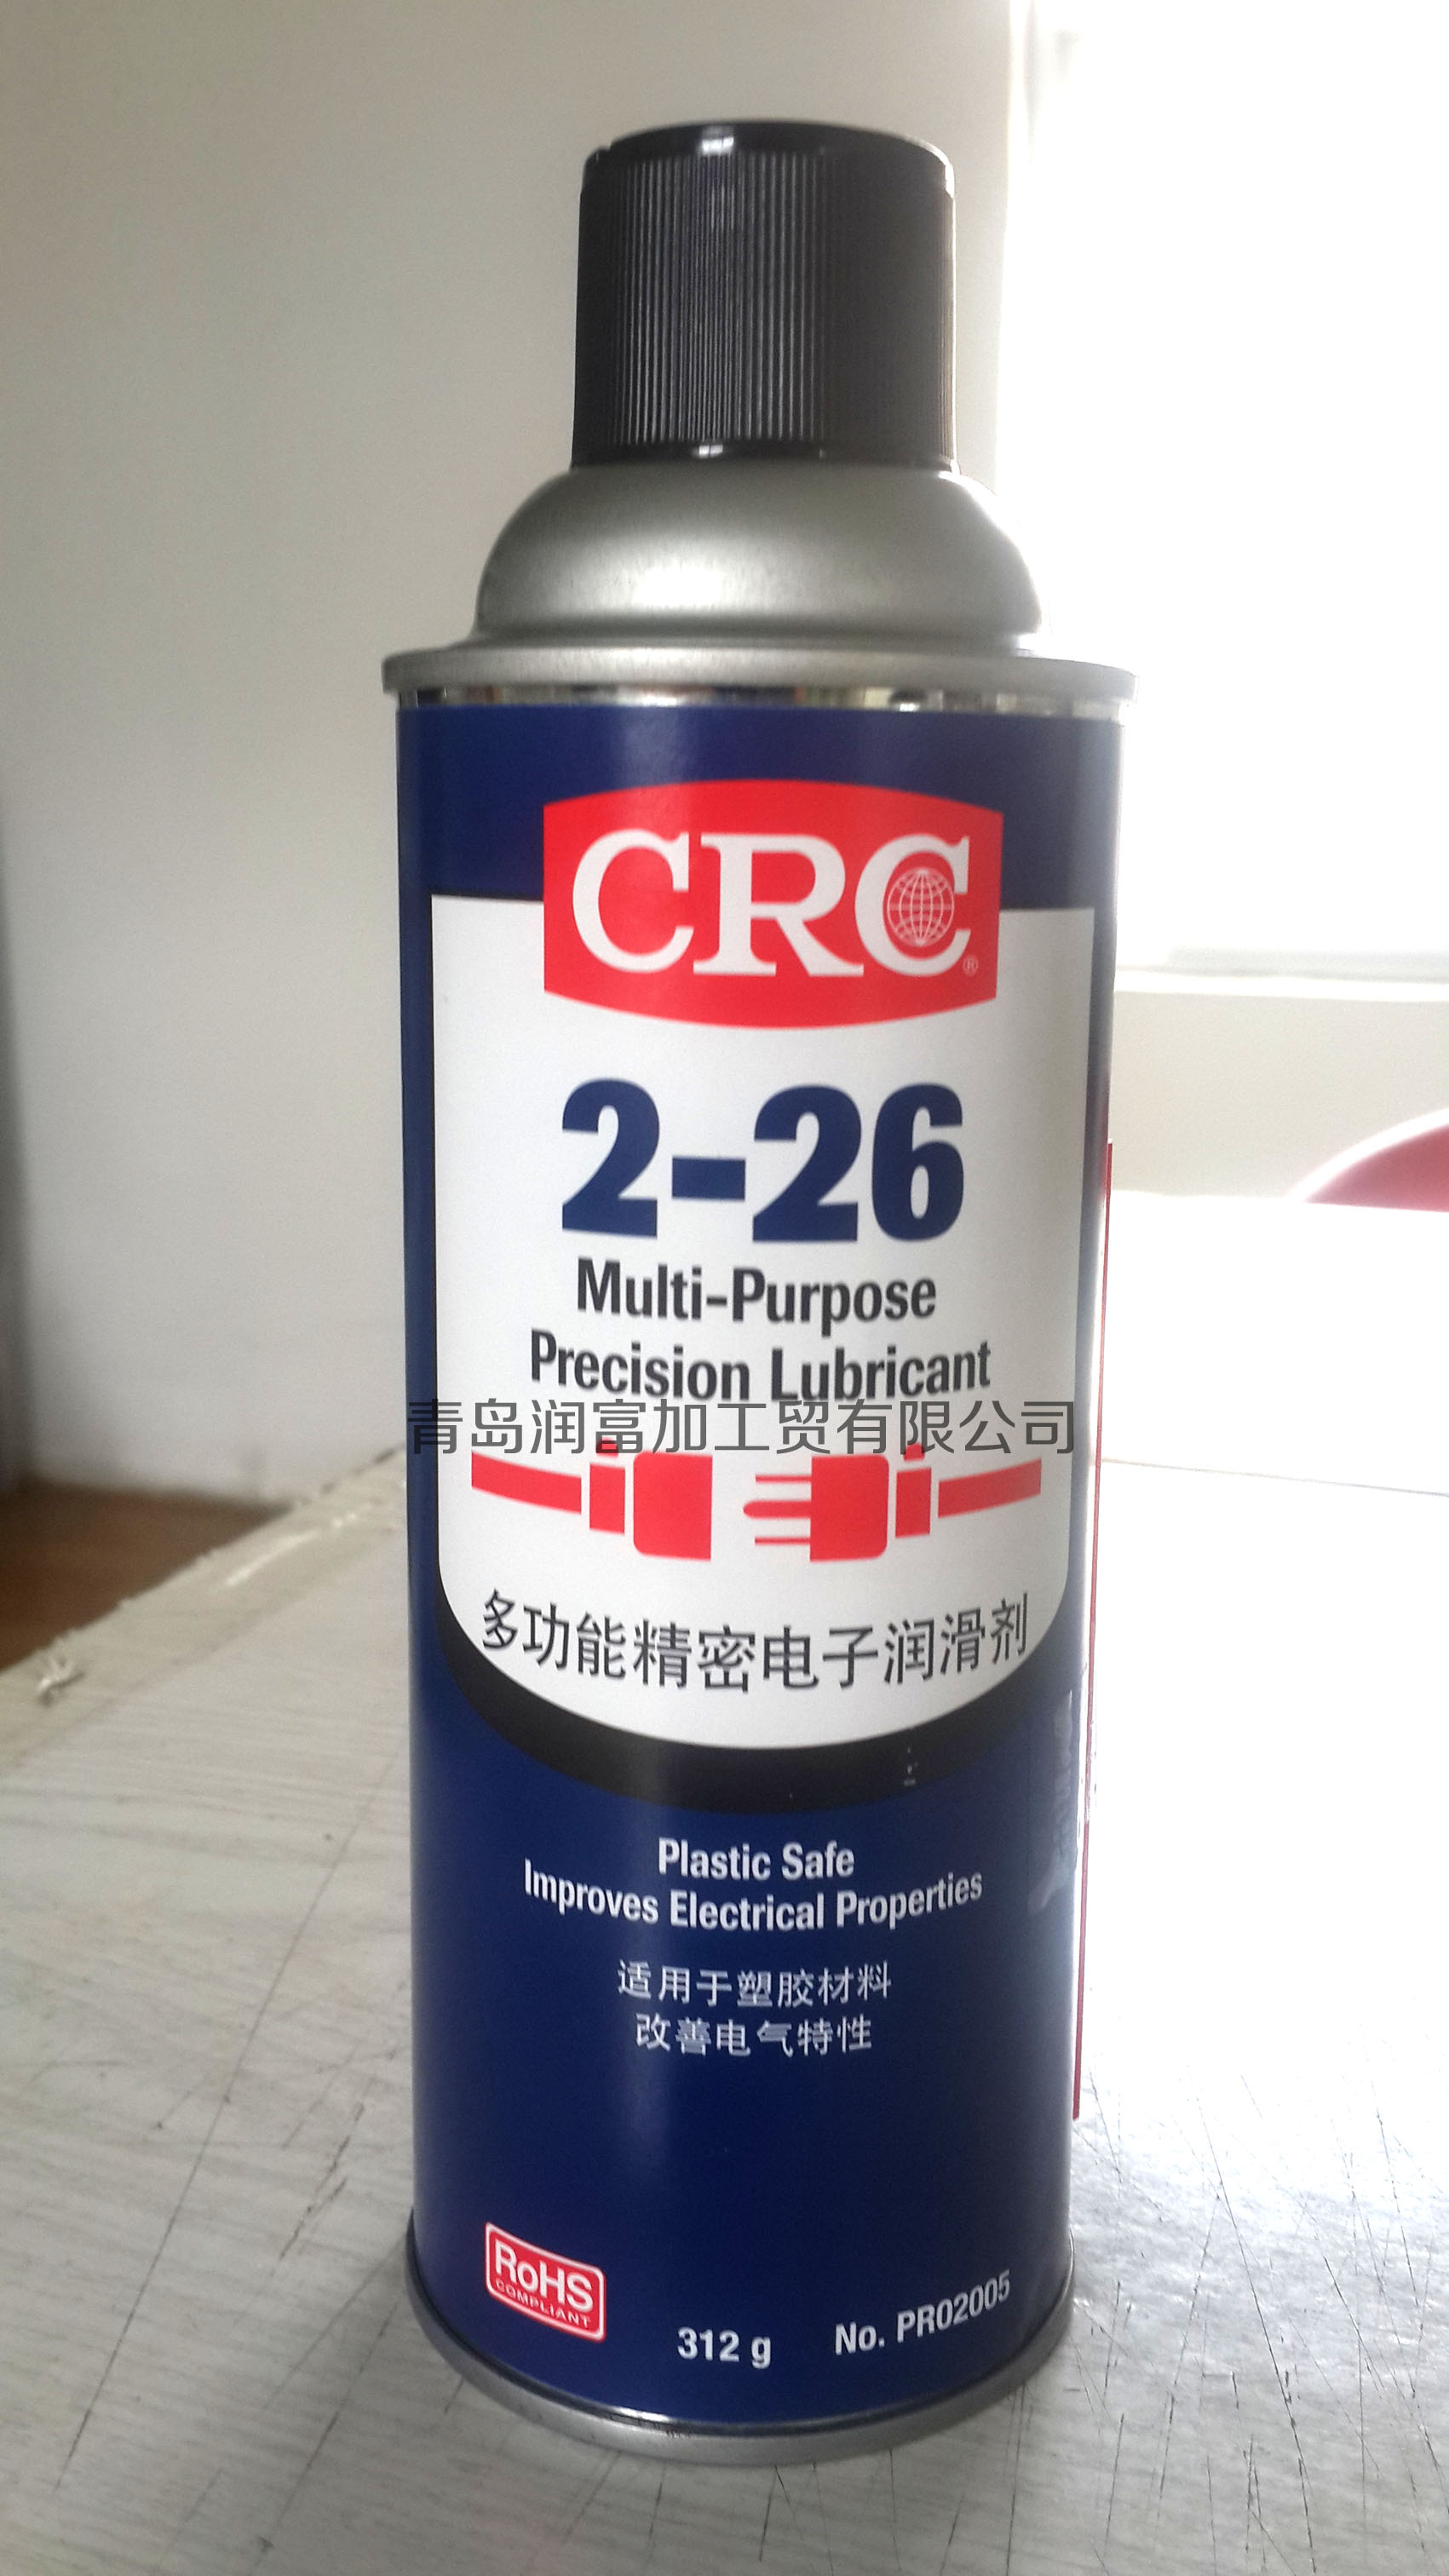 CRC®
2-26
Multi-Purpose
Precision Lubricant
青岛润富加工贸有限公司
多功能精密电子润滑剂
Plastic Safe
Improves Electrical Properties
适用于塑胶材料
改善电气特性
RoHS
COMPLIANT
312 g No. PR02005